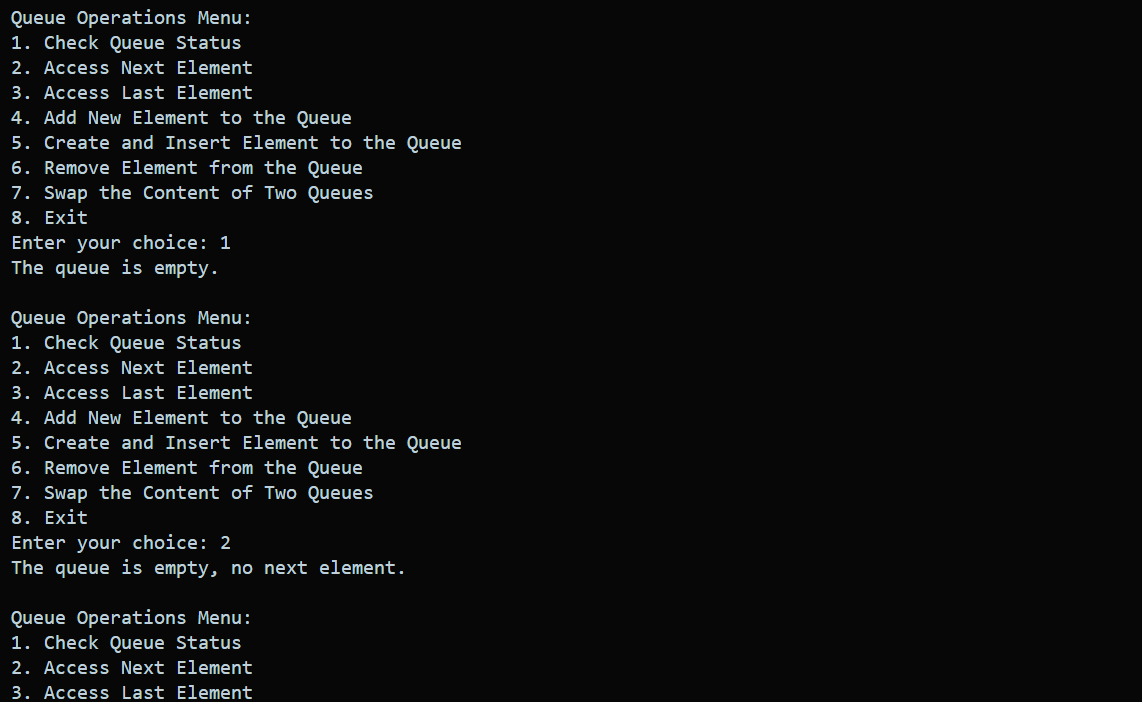 Queue Operations Menu:
1. Check Queue Status
2. Access Next Element
3. Access Last Element
4. Add New Element to the Queue
5. Create and Insert Element to the Queue
6. Remove Element from the Queue
7. Swap the Content of Two Queues
8. Exit
Enter your choice: 1
The queue is empty.

Queue Operations Menu:
1. Check Queue Status
2. Access Next Element
3. Access Last Element
4. Add New Element to the Queue
5. Create and Insert Element to the Queue
6. Remove Element from the Queue
7. Swap the Content of Two Queues
8. Exit
Enter your choice: 2
The queue is empty, no next element.

Queue Operations Menu:
1. Check Queue Status
2. Access Next Element
3. Access Last Element